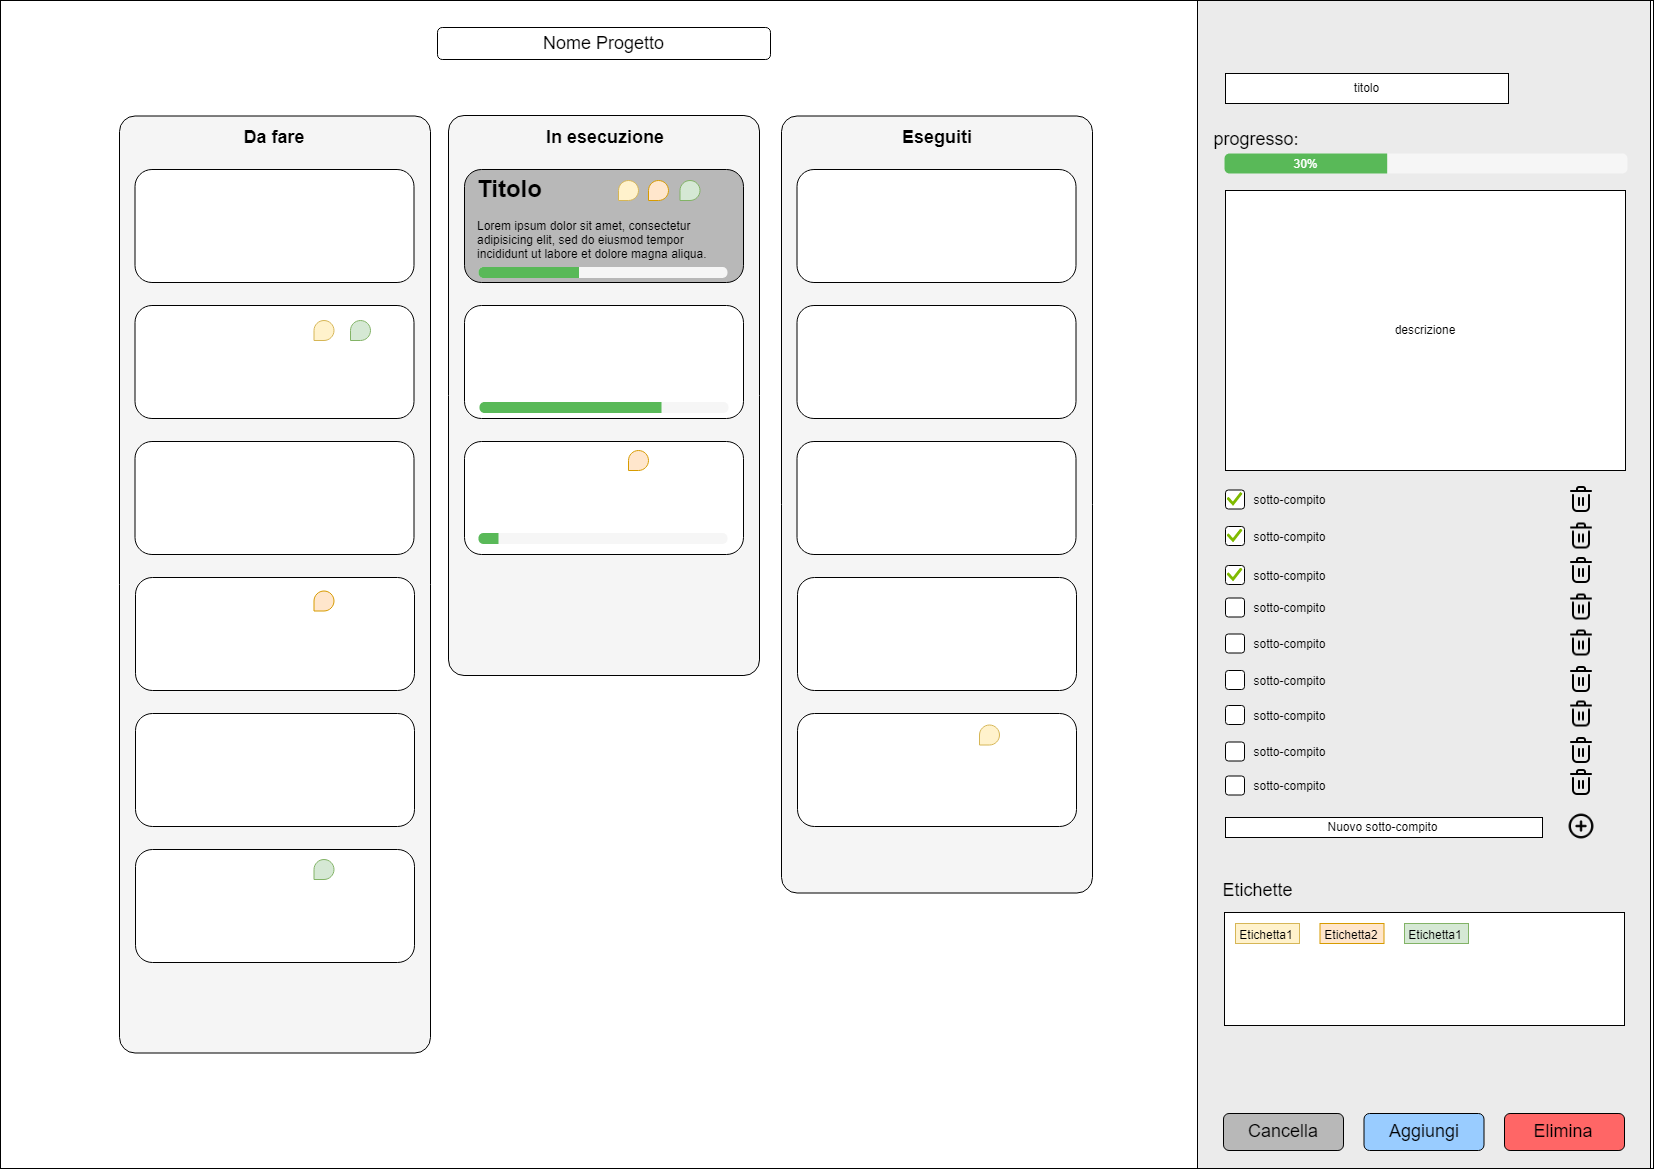 Nome Progetto
Da fare
In esecuzione
Titolo
Lorem ipsum dolor sit amet, consectetur
adipisicing elit, sed do eiusmod tempor
incididunt ut labore et dolore magna aliqua.
Eseguiti
titolo
progresso:
30%
descrizione
sotto-compito
sotto-compito
sotto-compito
sotto-compito
sotto-compito
sotto-compito
sotto-compito
sotto-compito
sotto-compito
Nuovo sotto-compito
Etichette
Etichetta1 Etichetta2 Etichetta1
Cancella Aggiungi Elimina